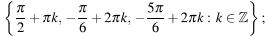 { π/2 + πk, −π/6 + 2πk, −5π/6 + 2πk : k ∈ ℤ } ;